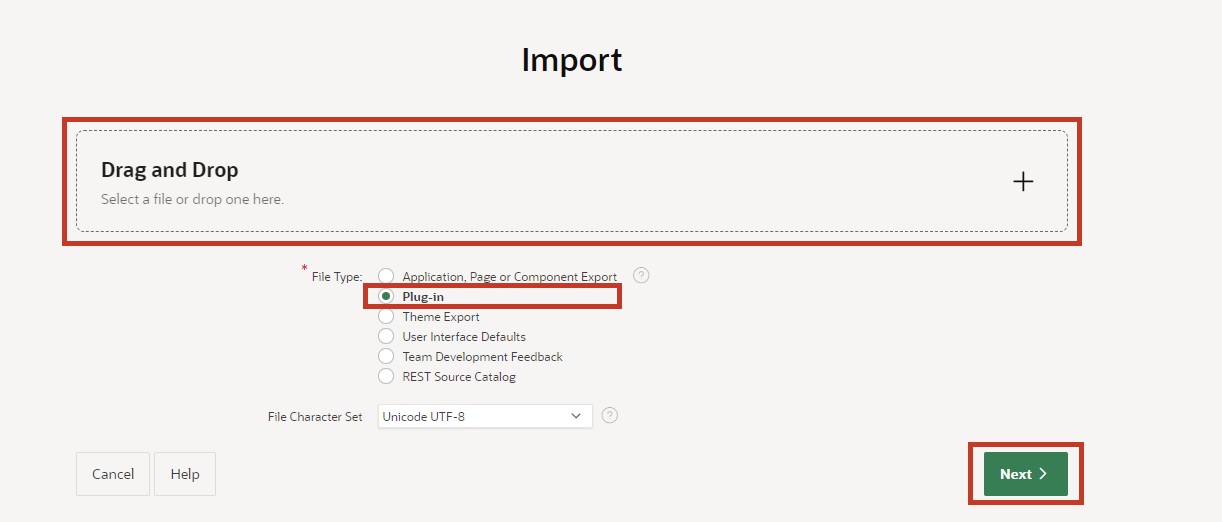 Import
Drag and Drop
Select a file or drop one here.
* File Type:
Application, Page or Component Export ?
Plug-in
Theme Export
User Interface Defaults
Team Development Feedback
REST Source Catalog
File Character Set Unicode UTF-8 ?
Cancel Help Next